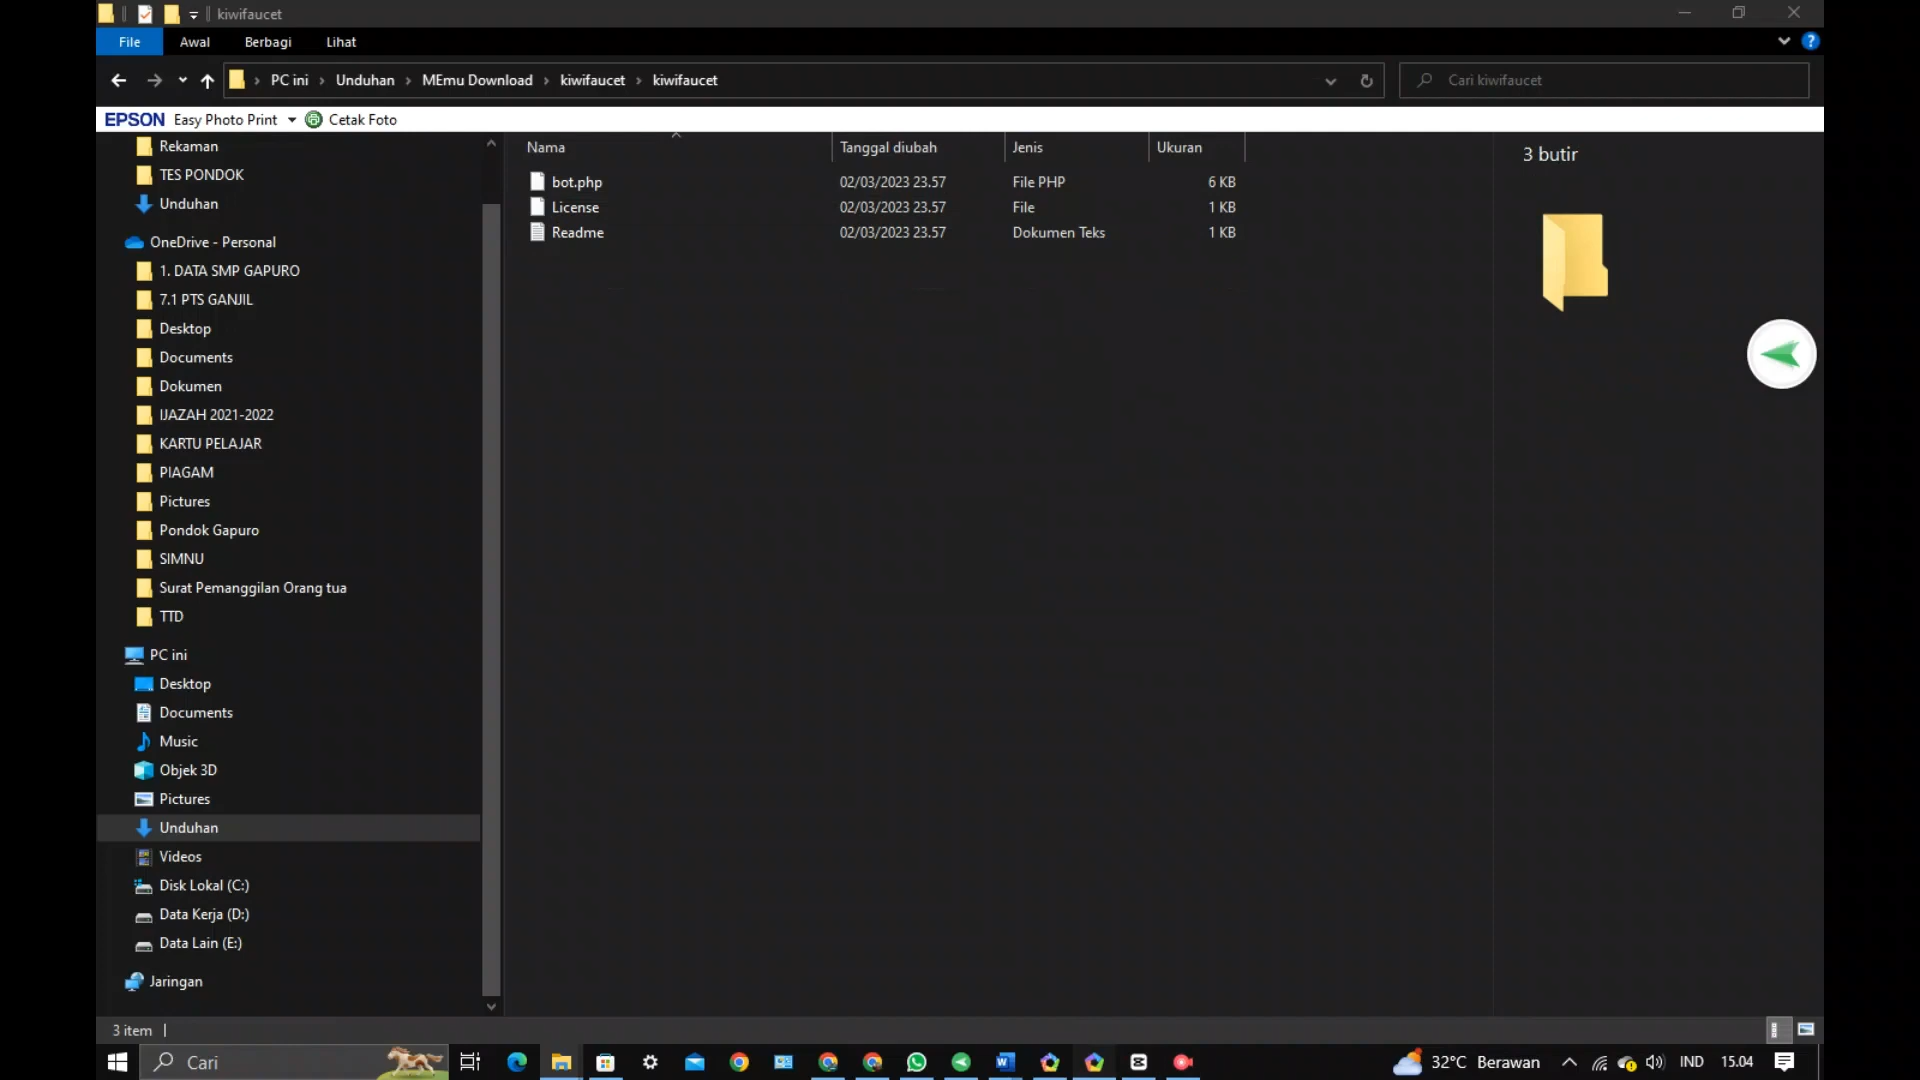 kiwifaucet
File Awal Berbagi Lihat
PC ini Unduhan MEmu Download kiwifaucet kiwifaucet
Cari kiwifaucet
EPSON Easy Photo Print Cetak Foto
Rekaman
TES PONDOK
Unduhan
OneDrive - Personal
1. DATA SMP GAPURO
7.1 PTS GANJIL
Desktop
Documents
Dokumen
IJAZAH 2021-2022
KARTU PELAJAR
PIAGAM
Pictures
Pondok Gapuro
SIMNU
Surat Pemanggilan Orang tua
TTD
PC ini
Desktop
Documents
Music
Objek 3D
Pictures
Unduhan
Videos
Disk Lokal (C:)
Data Kerja (D:)
Data Lain (E:)
Jaringan
Nama Tanggal diubah Jenis Ukuran
bot.php 02/03/2023 23.57 File PHP 6 KB
License 02/03/2023 23.57 File 1 KB
Readme 02/03/2023 23.57 Dokumen Teks 1 KB
3 butir
3 item
Cari
32°C Berawan IND 15.04